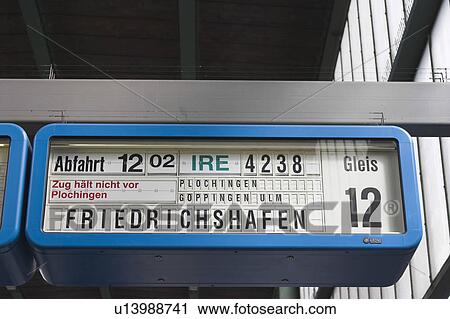 Abfahrt 12 02 IRE 4238 Gleis
Zug hält nicht vor
Plochingen
PLOCHINGEN
GÖPPINGEN ULM
FRIEDRICHSHAFEN
12
FOTOSEARCH®
u13988741 www.fotosearch.com